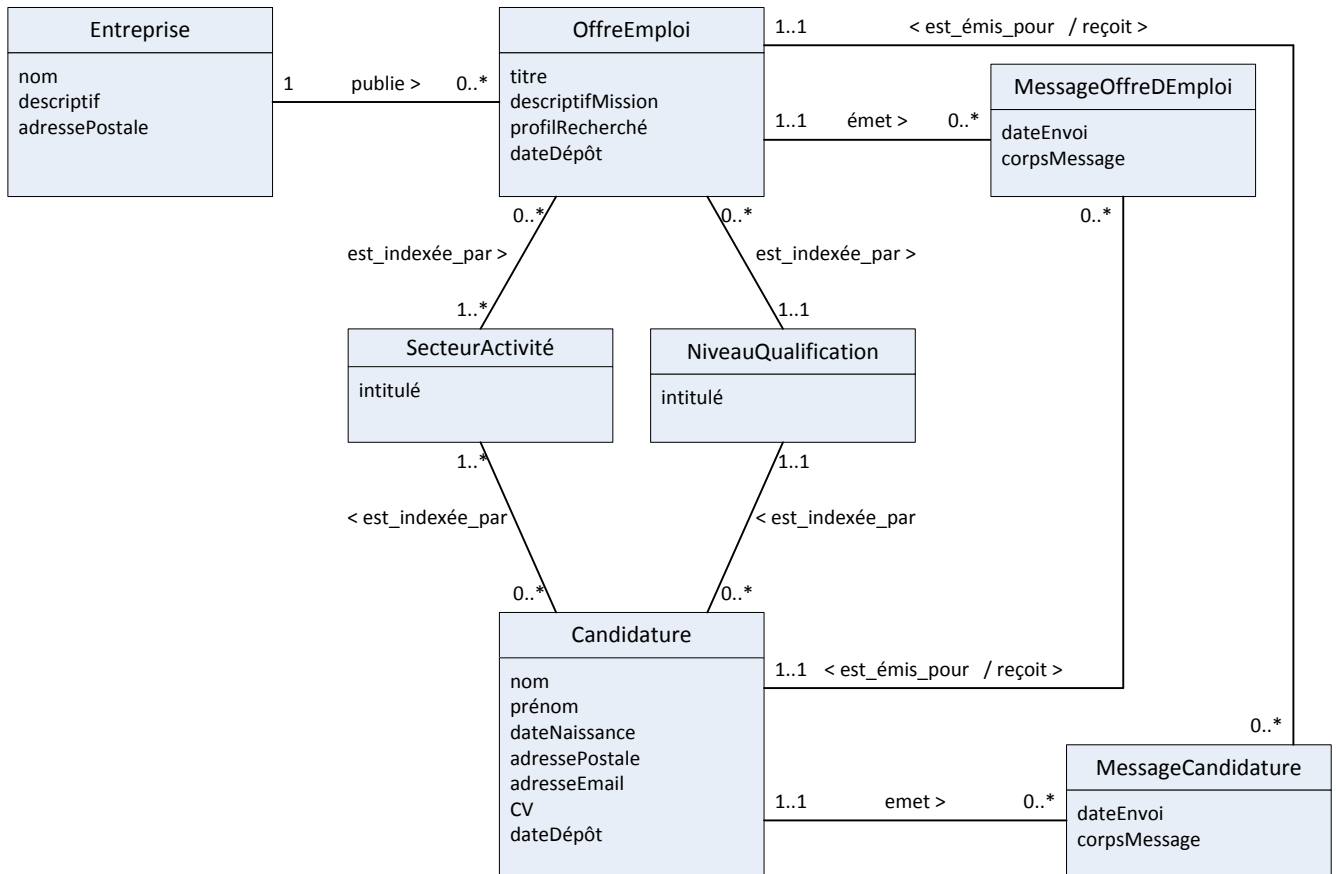 Entreprise
nom
descriptif
adressePostale
1 publie > 0..*
OffreEmploi
titre
descriptifMission
profilRecherché
dateDépôt
1..1 < est_émis_pour / reçoit >
1..1 émet > 0..*
MessageOffreDEmploi
dateEnvoi
corpsMessage
0..* 0..* 0..*
est_indexée_par > est_indexée_par >
1..* 1..1
SecteurActivité
intitulé
NiveauQualification
intitulé
1..* 1..1
< est_indexée_par < est_indexée_par
0..* 0..*
Candidature
nom
prénom
dateNaissance
adressePostale
adresseEmail
CV
dateDépôt
1..1 < est_émis_pour / reçoit >
0..*
1..1 emet > 0..*
MessageCandidature
dateEnvoi
corpsMessage